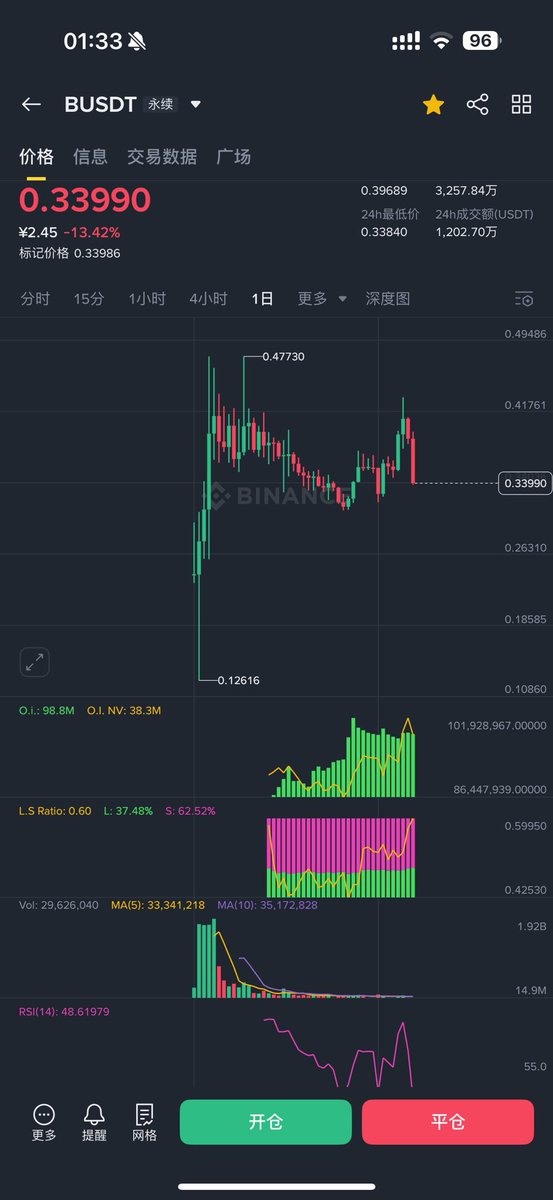 01:33 96
BUSDT 永续
价格 信息 交易数据 广场
0.33990
¥2.45 -13.42%
标记价格 0.33986
0.39689 3,257.84万
24h最低价 24h成交额(USDT)
0.33840 1,202.70万
分时 15分 1小时 4小时 1日 更多 深度图
0.49486
0.47730
0.41761
BINANCE
0.33990
0.26310
0.18585
0.12616
0.10860
O.i.: 98.8M O.I. NV: 38.3M
101,928,967.00000
86,447,939.00000
L.S Ratio: 0.60 L: 37.48% S: 62.52%
0.59950
0.42530
Vol: 29,626,040 MA(5): 33,341,218 MA(10): 35,172,828
1.92B
14.9M
RSI(14): 48.61979
55.0
更多 提醒 网格 开仓 平仓